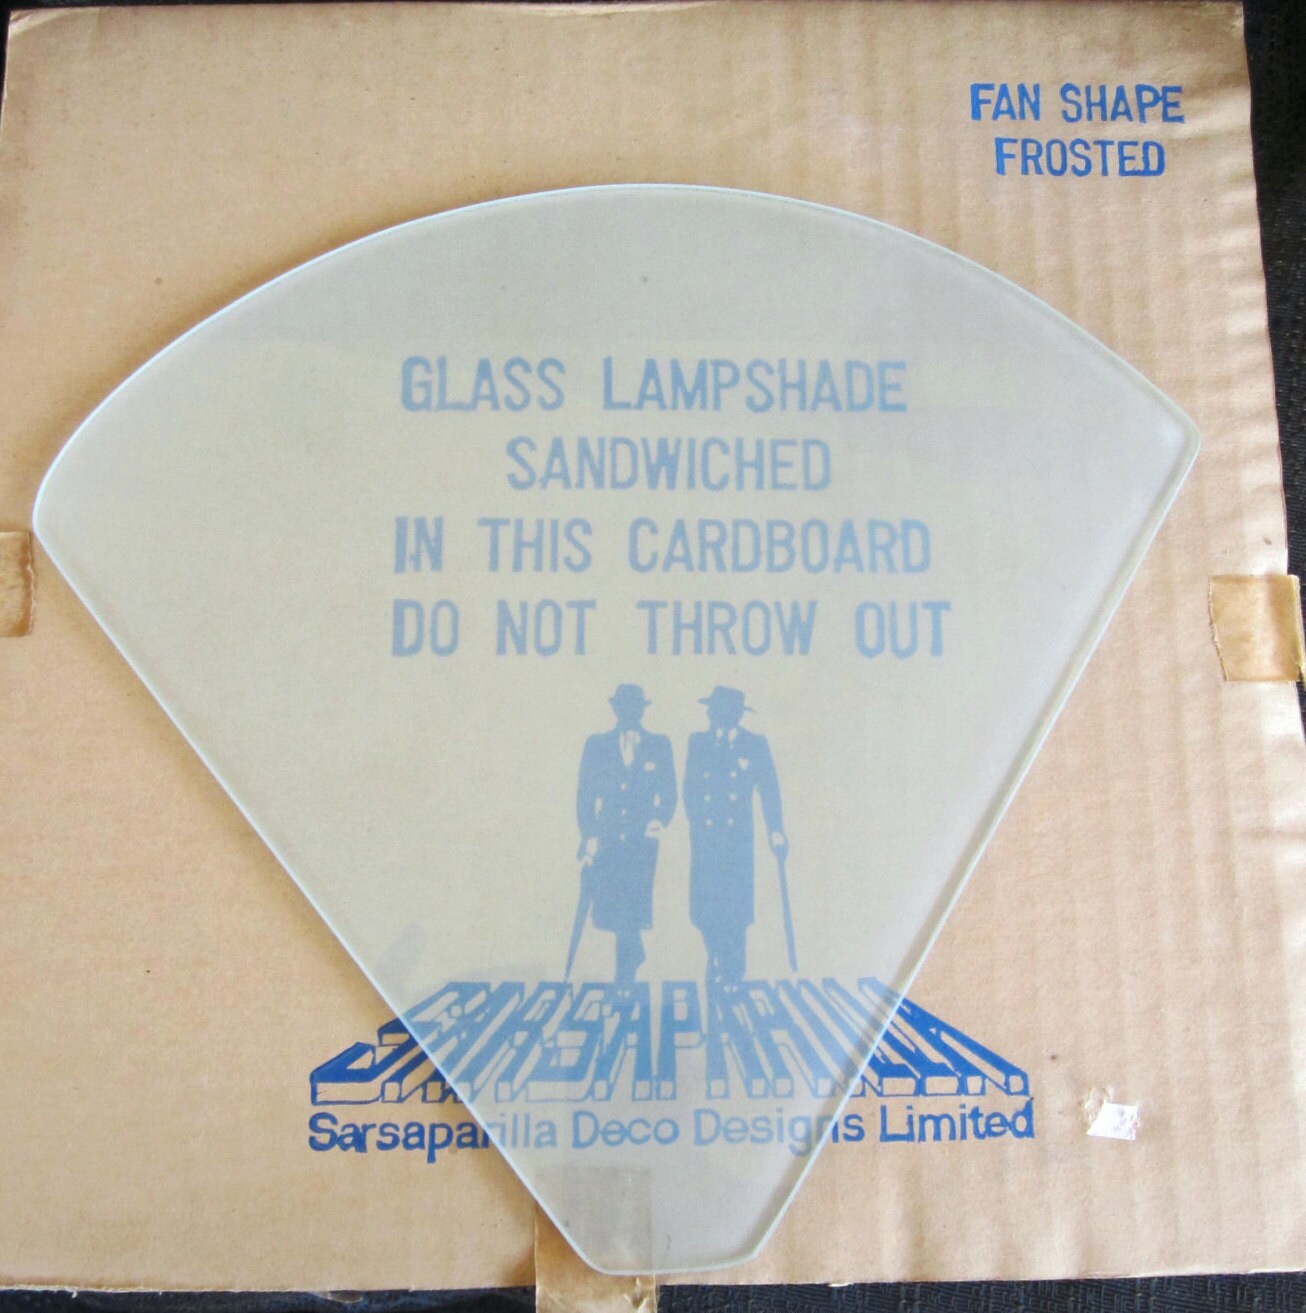 FAN SHAPE
FROSTED
GLASS LAMPSHADE
SANDWICHED
IN THIS CARDBOARD
DO NOT THROW OUT
SARSAPARILLA
Sarsaparilla Deco Designs Limited